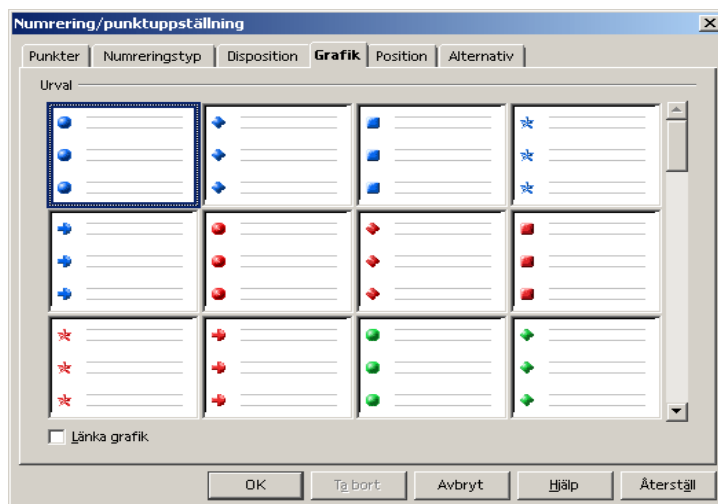 Numrering/punktuppställning
Punkter Numreringstyp Disposition Grafik Position Alternativ
Urval
Länka grafik
OK Ta bort Avbryt Hjälp Återställ